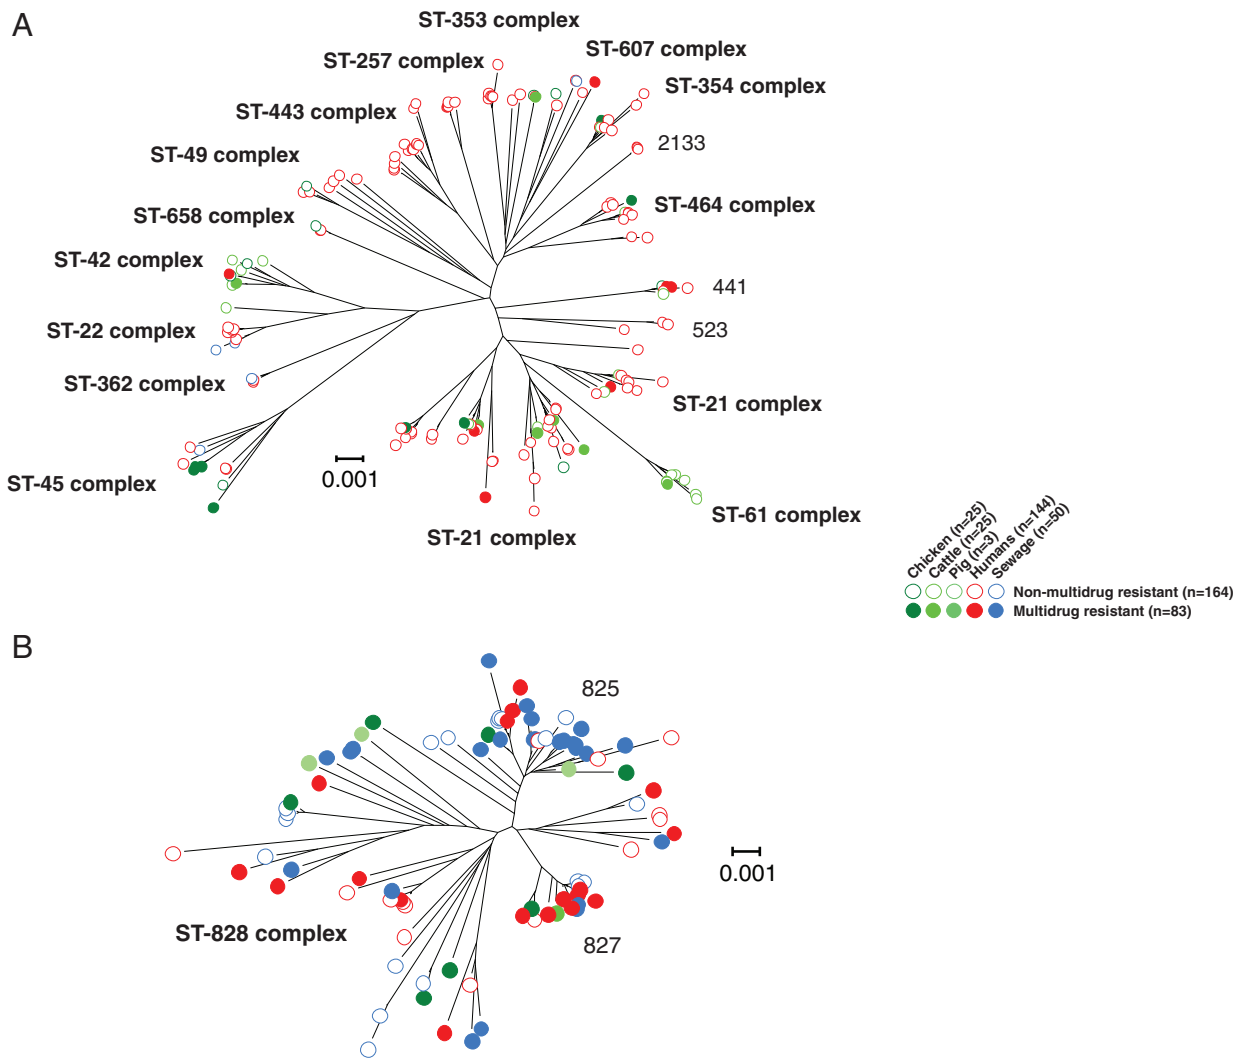 A
ST-353 complex
ST-607 complex
ST-257 complex
ST-354 complex
ST-443 complex
2133
ST-49 complex
ST-464 complex
ST-658 complex
ST-42 complex
441
ST-22 complex
523
ST-362 complex
ST-21 complex
ST-45 complex
0.001
ST-61 complex
ST-21 complex
Chicken (n=25)
Cattle (n=25)
Pig (n=3)
Humans (n=144)
Sewage (n=50)
Non-multidrug resistant (n=164)
Multidrug resistant (n=83)
B
825
0.001
ST-828 complex
827